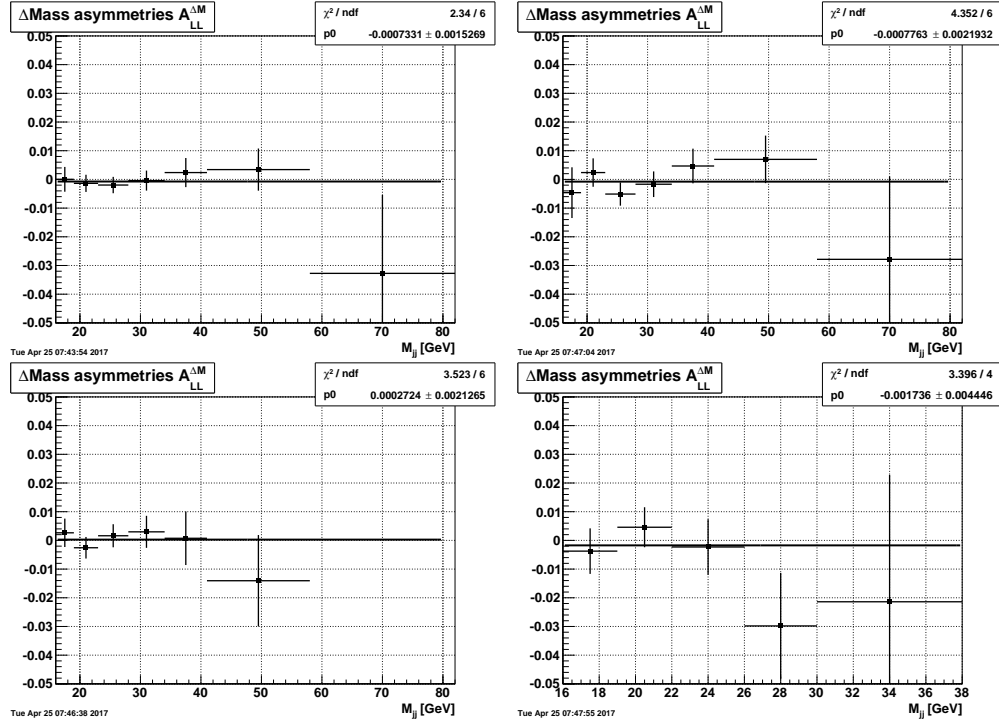 ΔMass asymmetries A_LL^ΔM
χ² / ndf 2.34 / 6
p0 -0.0007331 ± 0.0015269
0.05
0.04
0.03
0.02
0.01
0
-0.01
-0.02
-0.03
-0.04
-0.05
20 30 40 50 60 70 80
M_jj [GeV]
Tue Apr 25 07:43:54 2017
ΔMass asymmetries A_LL^ΔM
χ² / ndf 4.352 / 6
p0 -0.0007763 ± 0.0021932
0.05
0.04
0.03
0.02
0.01
0
-0.01
-0.02
-0.03
-0.04
-0.05
20 30 40 50 60 70 80
M_jj [GeV]
Tue Apr 25 07:47:04 2017
ΔMass asymmetries A_LL^ΔM
χ² / ndf 3.523 / 6
p0 0.0002724 ± 0.0021265
0.05
0.04
0.03
0.02
0.01
0
-0.01
-0.02
-0.03
-0.04
-0.05
20 30 40 50 60 70 80
M_jj [GeV]
Tue Apr 25 07:46:38 2017
ΔMass asymmetries A_LL^ΔM
χ² / ndf 3.396 / 4
p0 -0.001736 ± 0.004446
0.05
0.04
0.03
0.02
0.01
0
-0.01
-0.02
-0.03
-0.04
-0.05
16 18 20 22 24 26 28 30 32 34 36 38
M_jj [GeV]
Tue Apr 25 07:47:55 2017